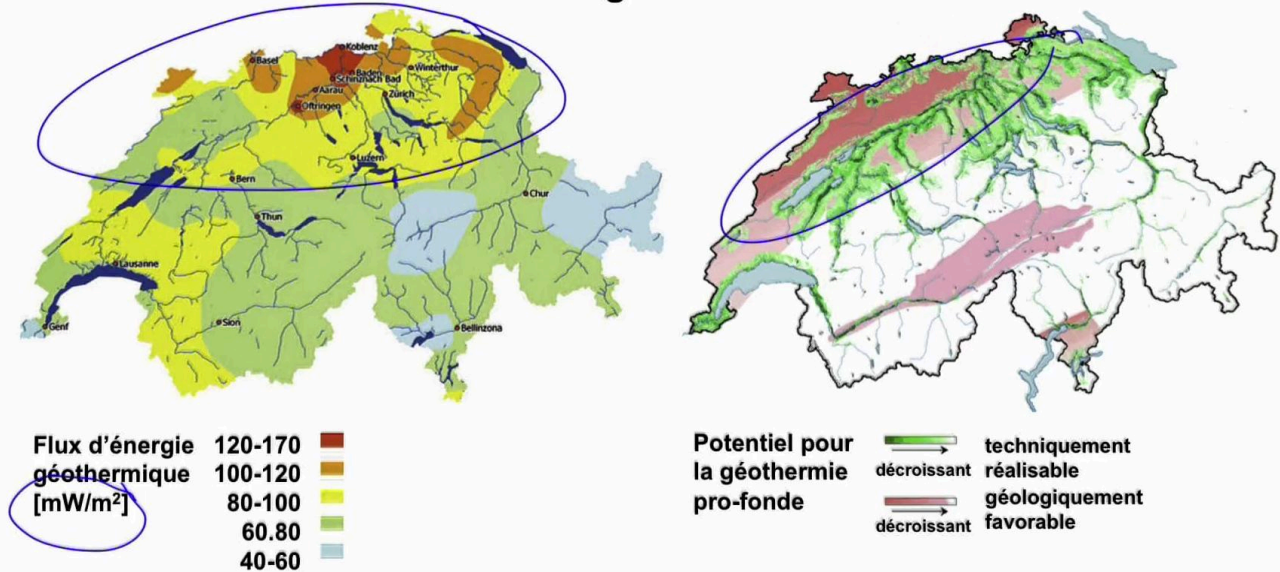 g
Koblenz
Basel
Baden
Winterthur
Schinznach Bad
Aarau
Zürich
Oftringen
Luzern
Bern
Chur
Thun
Lausanne
Sion
Genf
Bellinzona
Flux d'énergie
géothermique
[mW/m²]
120-170
100-120
80-100
60.80
40-60
Potentiel pour
la géothermie
pro-fonde
décroissant
techniquement
réalisable
décroissant
géologiquement
favorable